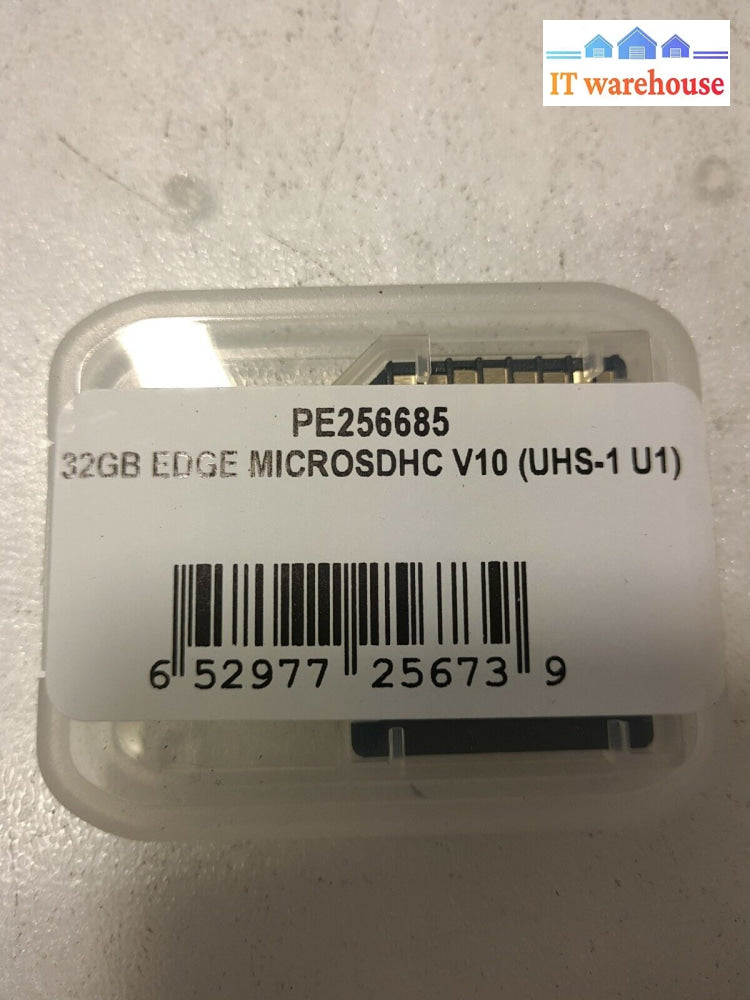 IT warehouse
PE256685
32GB EDGE MICROSDHC V10 (UHS-1 U1)
6 52977 25673 9